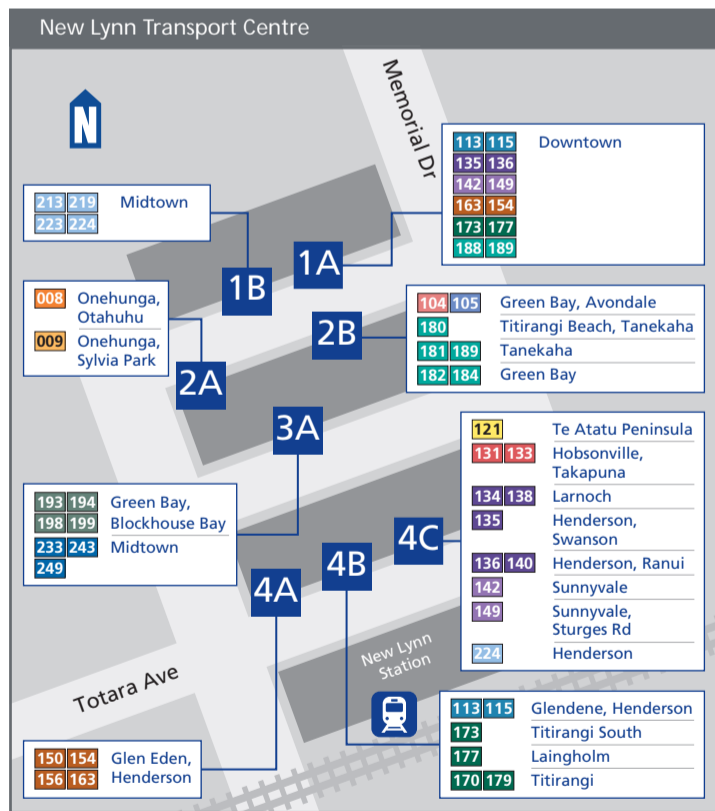 New Lynn Transport Centre
Memorial Dr
N
113 115 Downtown
135 136
142 149
163 154
173 177
188 189
213 219 Midtown
223 224
1A
1B
008 Onehunga,
Otahuhu
009 Onehunga,
Sylvia Park
2A
2B
104 105 Green Bay, Avondale
180 Titirangi Beach, Tanekaha
181 189 Tanekaha
182 184 Green Bay
3A
193 194 Green Bay,
198 199 Blockhouse Bay
233 243 Midtown
249
4C
121 Te Atatu Peninsula
131 133 Hobsonville,
Takapuna
134 138 Larnoch
135 Henderson,
Swanson
136 140 Henderson, Ranui
142 Sunnyvale
149 Sunnyvale,
Sturges Rd
224 Henderson
4B
4A
New Lynn
Station
Totara Ave
113 115 Glendene, Henderson
173 Titirangi South
177 Laingholm
170 179 Titirangi
150 154 Glen Eden,
156 163 Henderson